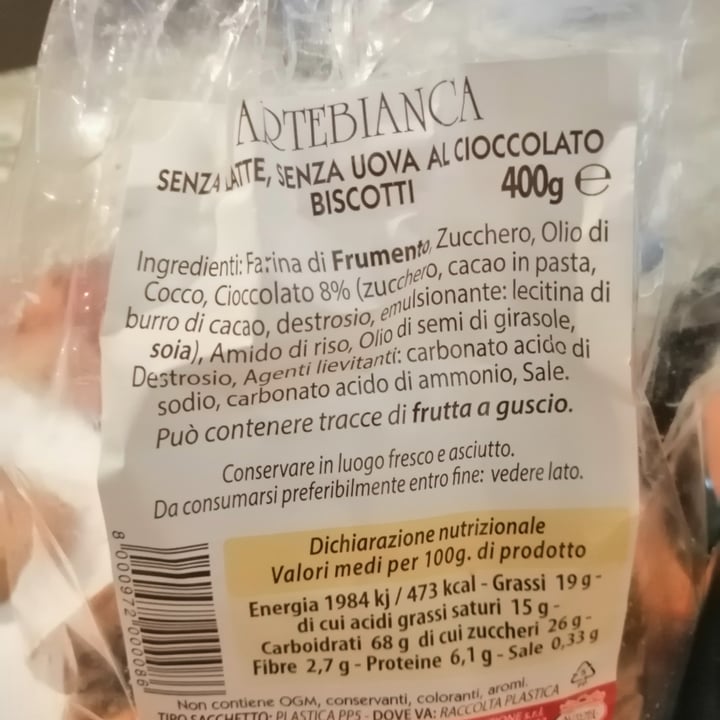 ARTEBIANCA
SENZA LATTE, SENZA UOVA AL CIOCCOLATO
BISCOTTI 400g e
Ingredienti: Farina di Frumento, Zucchero, Olio di
Cocco, Cioccolato 8% (zucchero, cacao in pasta,
burro di cacao, destrosio, emulsionante: lecitina di
soia), Amido di riso, Olio di semi di girasole,
Destrosio, Agenti lievitanti: carbonato acido di
sodio, carbonato acido di ammonio, Sale.
Può contenere tracce di frutta a guscio.
Conservare in luogo fresco e asciutto.
Da consumarsi preferibilmente entro fine: vedere lato.
Dichiarazione nutrizionale
Valori medi per 100g. di prodotto
Energia 1984 kj / 473 kcal - Grassi 19 g -
di cui acidi grassi saturi 15 g -
Carboidrati 68 g di cui zuccheri 26 g -
Fibre 2,7 g - Proteine 6,1 g - Sale 0,33 g
Non contiene OGM, conservanti, coloranti, aromi.
TIPO SACCHETTO: PLASTICA PP5 - DOVE VA: RACCOLTA PLASTICA
8 000972 000086